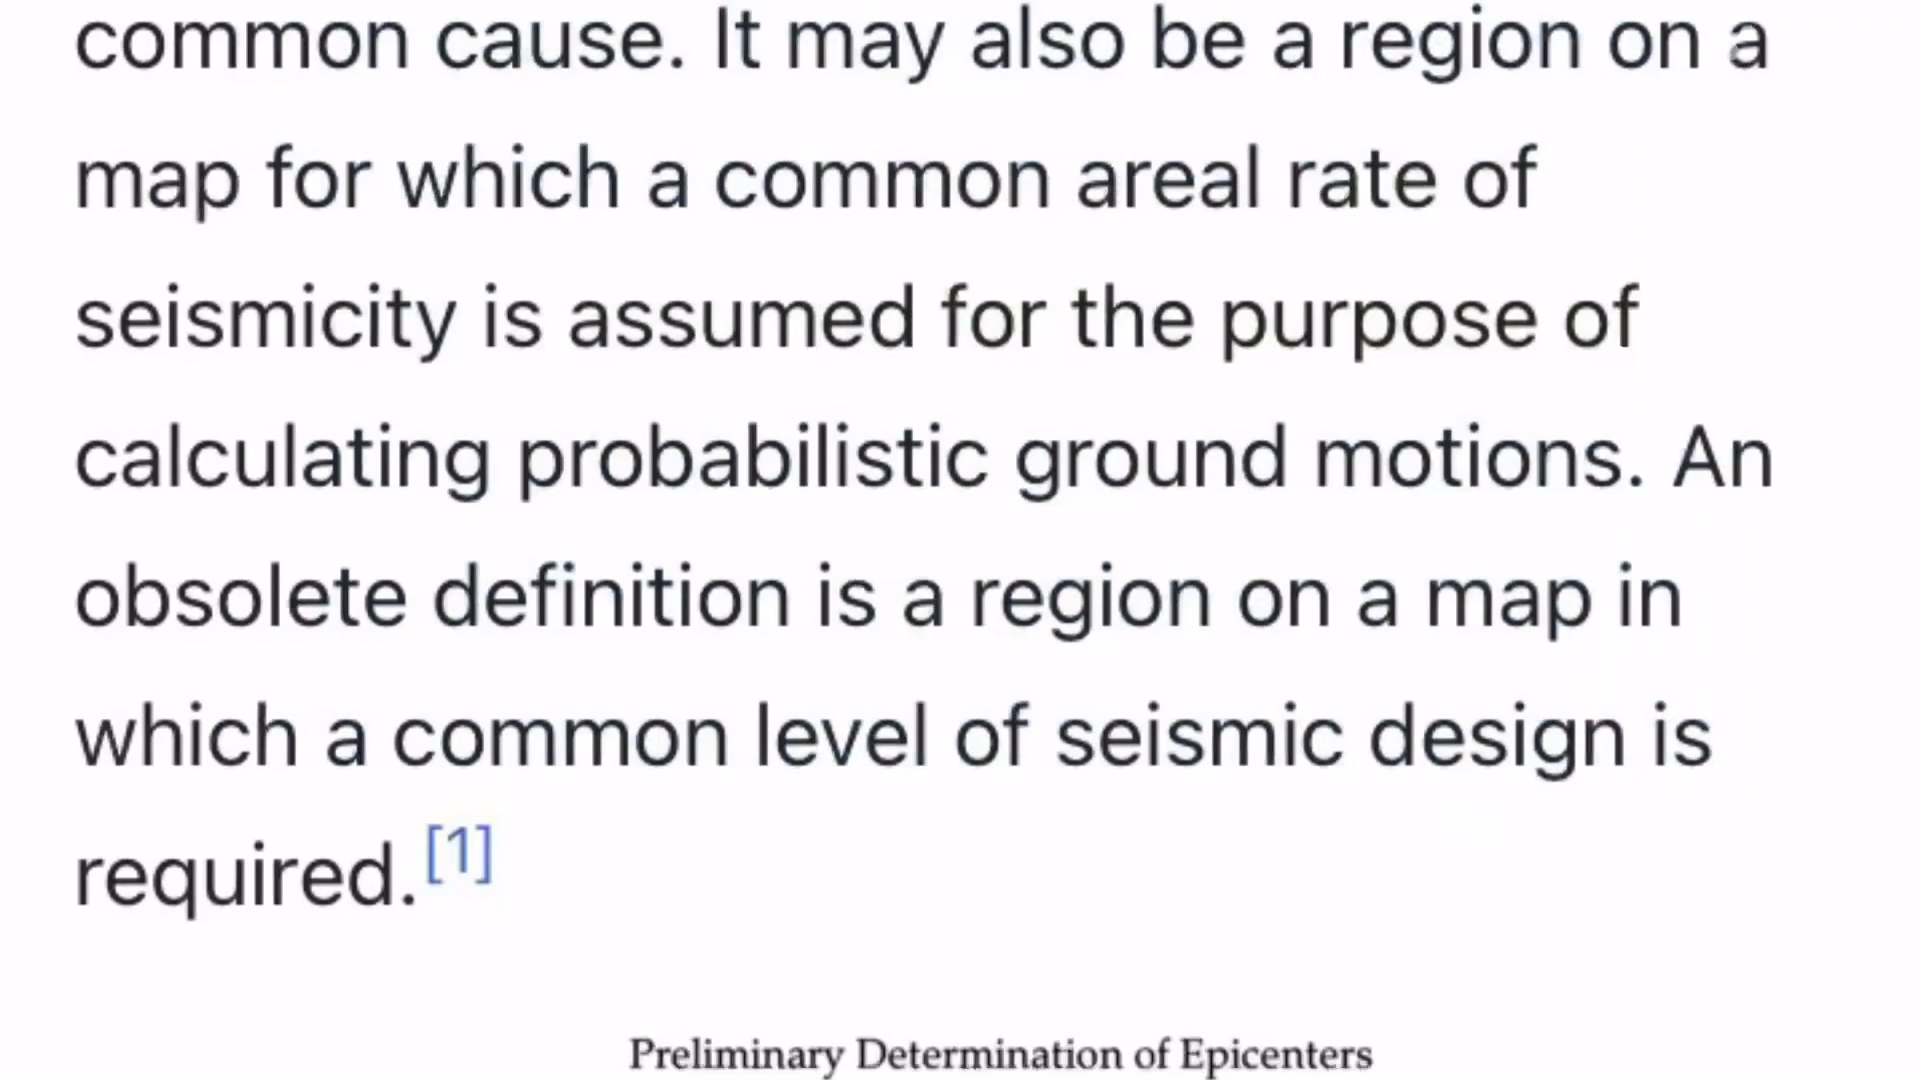 common cause. It may also be a region on a
map for which a common areal rate of
seismicity is assumed for the purpose of
calculating probabilistic ground motions. An
obsolete definition is a region on a map in
which a common level of seismic design is
required.[1]
Preliminary Determination of Epicenters